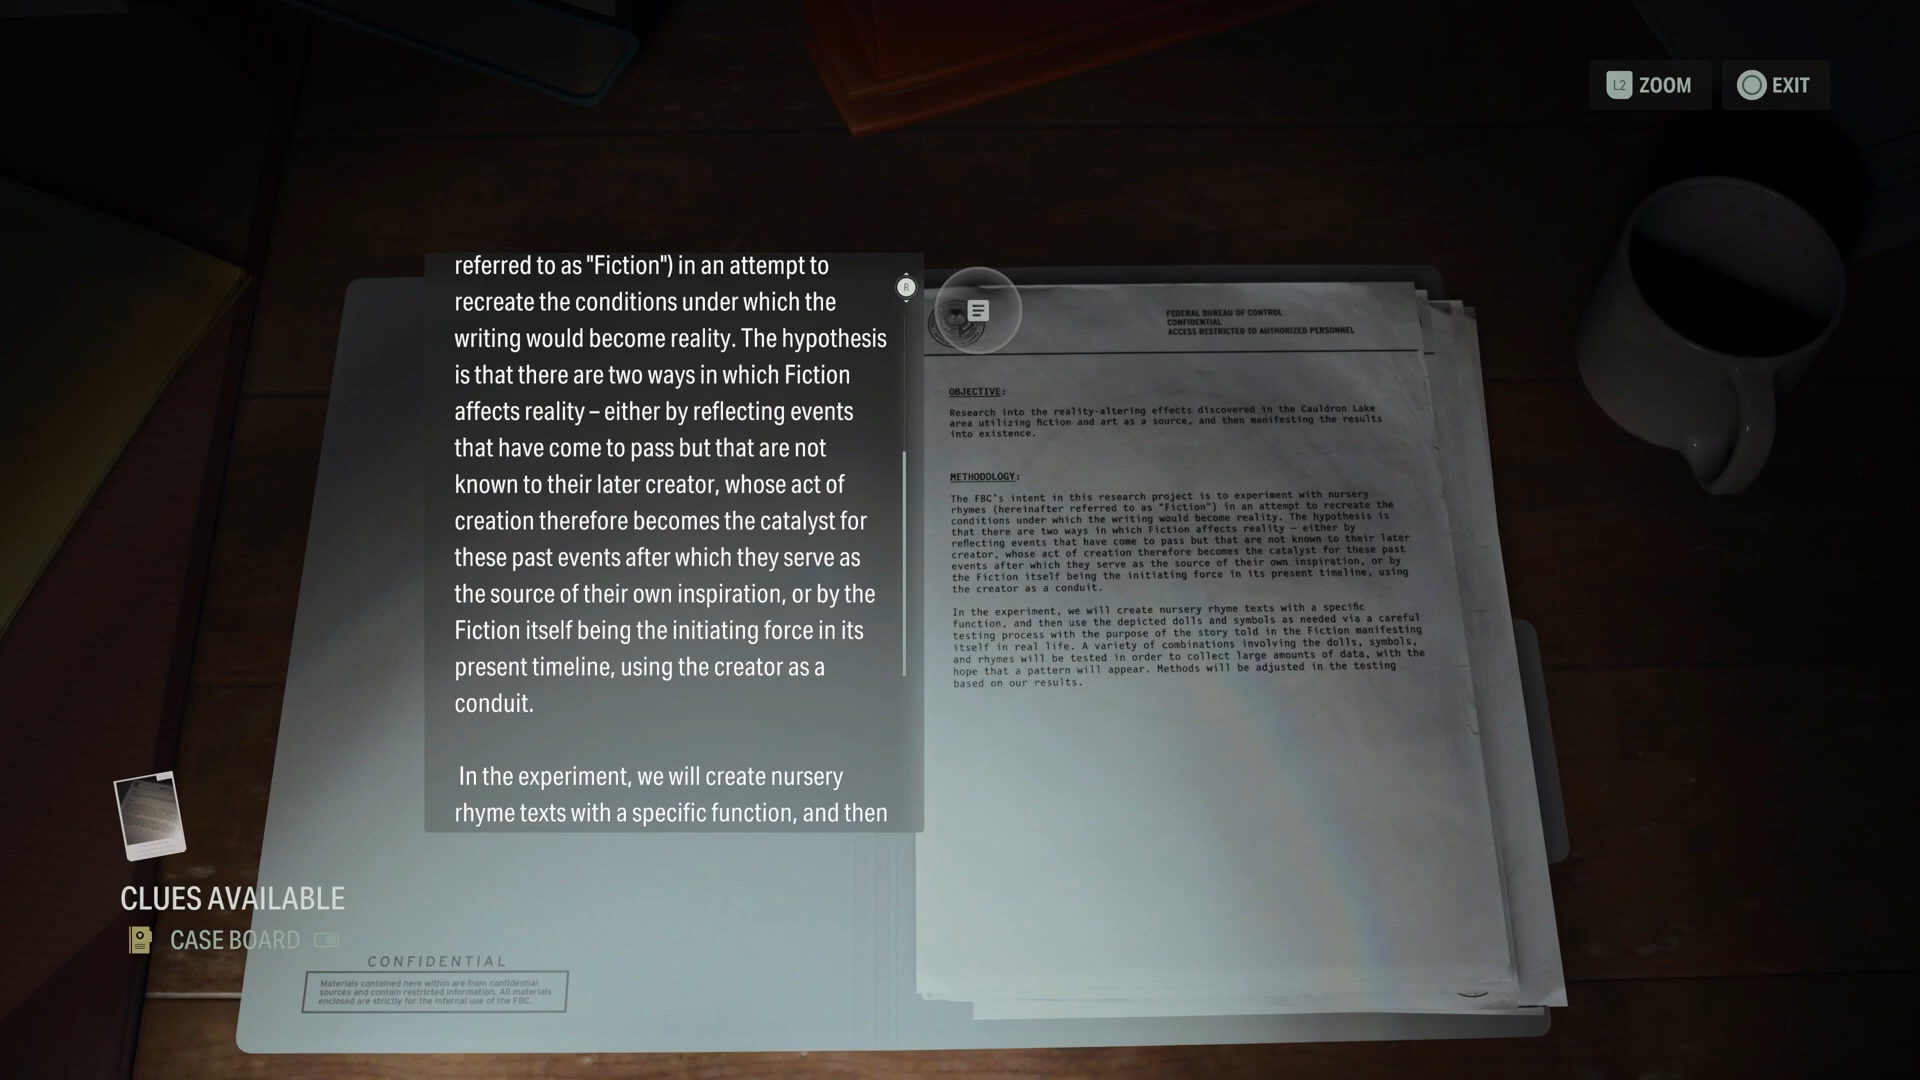 L2 ZOOM
EXIT
referred to as "Fiction") in an attempt to
recreate the conditions under which the
writing would become reality. The hypothesis
is that there are two ways in which Fiction
affects reality – either by reflecting events
that have come to pass but that are not
known to their later creator, whose act of
creation therefore becomes the catalyst for
these past events after which they serve as
the source of their own inspiration, or by the
Fiction itself being the initiating force in its
present timeline, using the creator as a
conduit.
In the experiment, we will create nursery
rhyme texts with a specific function, and then
R
FEDERAL BUREAU OF CONTROL
CONFIDENTIAL
ACCESS RESTRICTED TO AUTHORIZED PERSONNEL
OBJECTIVE:
Research into the reality-altering effects discovered in the Cauldron Lake
area utilizing fiction and art as a source, and then manifesting the results
into existence.
METHODOLOGY:
The FBC's intent in this research project is to experiment with nursery
rhymes (hereinafter referred to as "Fiction") in an attempt to recreate the
conditions under which the writing would become reality. The hypothesis is
that there are two ways in which Fiction affects reality – either by
reflecting events that have come to pass but that are not known to their later
creator, whose act of creation therefore becomes the catalyst for these past
events after which they serve as the source of their own inspiration, or by
the Fiction itself being the initiating force in its present timeline, using
the creator as a conduit.
In the experiment, we will create nursery rhyme texts with a specific
function, and then use the depicted dolls and symbols as needed via a careful
testing process with the purpose of the story told in the Fiction manifesting
itself in real life. A variety of combinations involving the dolls, symbols,
and rhymes will be tested in order to collect large amounts of data, with the
hope that a pattern will appear. Methods will be adjusted in the testing
based on our results.
CLUES AVAILABLE
CASE BOARD
CONFIDENTIAL
Materials contained here within are from confidential
sources and contain restricted information. All materials
enclosed are strictly for the internal use of the FBC.